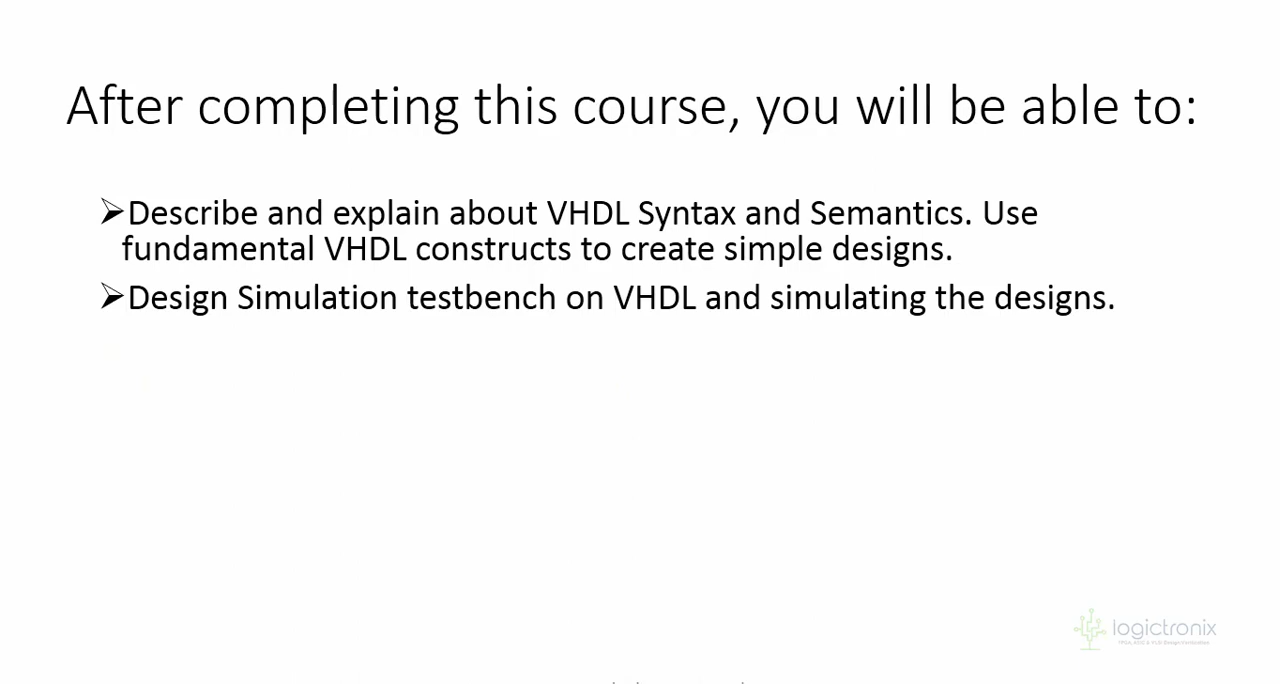 After completing this course, you will be able to:
➢Describe and explain about VHDL Syntax and Semantics. Use
fundamental VHDL constructs to create simple designs.
➢Design Simulation testbench on VHDL and simulating the designs.
logictronix